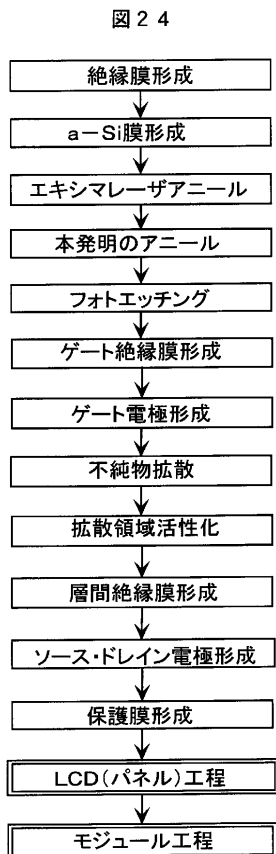 図２４
絶縁膜形成
a－Si膜形成
エキシマレーザアニール
本発明のアニール
フォトエッチング
ゲート絶縁膜形成
ゲート電極形成
不純物拡散
拡散領域活性化
層間絶縁膜形成
ソース・ドレイン電極形成
保護膜形成
LCD(パネル)工程
モジュール工程